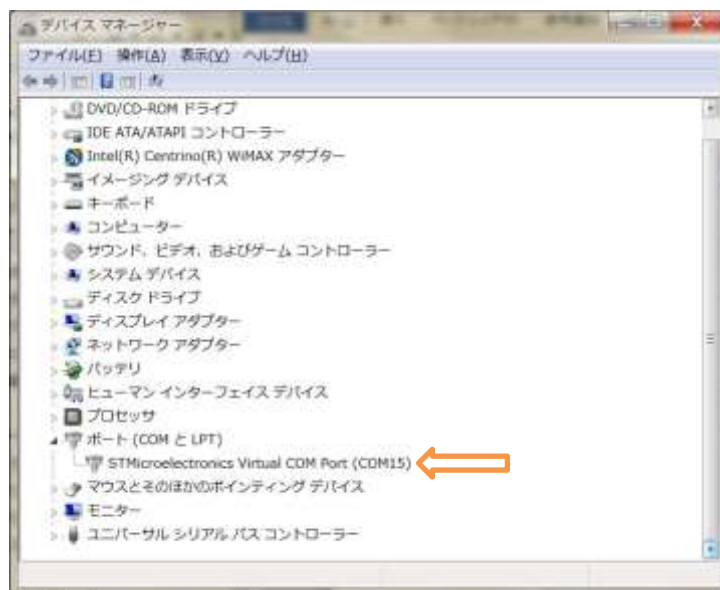 デバイス マネージャー
ファイル(F) 操作(A) 表示(V) ヘルプ(H)
DVD/CD-ROM ドライブ
IDE ATA/ATAPI コントローラー
Intel(R) Centrino(R) WiMAX アダプター
イメージング デバイス
キーボード
コンピューター
サウンド、ビデオ、およびゲーム コントローラー
システム デバイス
ディスク ドライブ
ディスプレイ アダプター
ネットワーク アダプター
バッテリ
ヒューマン インターフェイス デバイス
プロセッサ
ポート (COM と LPT)
STMicroelectronics Virtual COM Port (COM15)
マウスとそのほかのポインティング デバイス
モニター
ユニバーサル シリアル バス コントローラー